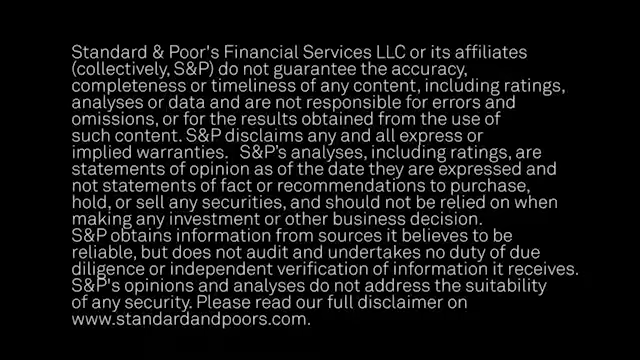 Standard & Poor's Financial Services LLC or its affiliates
(collectively, S&P) do not guarantee the accuracy,
completeness or timeliness of any content, including ratings,
analyses or data and are not responsible for errors and
omissions, or for the results obtained from the use of
such content. S&P disclaims any and all express or
implied warranties.   S&P's analyses, including ratings, are
statements of opinion as of the date they are expressed and
not statements of fact or recommendations to purchase,
hold, or sell any securities, and should not be relied on when
making any investment or other business decision.
S&P obtains information from sources it believes to be
reliable, but does not audit and undertakes no duty of due
diligence or independent verification of information it receives.
S&P's opinions and analyses do not address the suitability
of any security. Please read our full disclaimer on
www.standardandpoors.com.